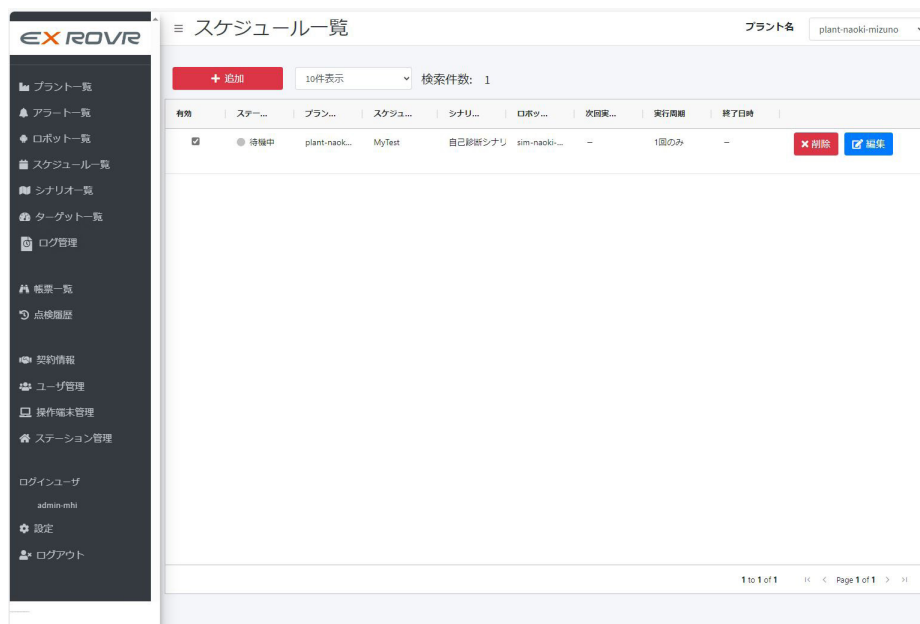 EX ROVR
≡ スケジュール一覧
プラント名
plant-naoki-mizuno
プラント一覧
アラート一覧
ロボット一覧
スケジュール一覧
シナリオ一覧
ターゲット一覧
ログ管理
帳票一覧
点検履歴
契約情報
ユーザ管理
操作端末管理
ステーション管理
ログインユーザ
admin-mhi
設定
ログアウト
+ 追加
10件表示
検索件数: 1
有効 ステー... プラン... スケジュ... シナリ... ロボッ... 次回実... 実行周期 終了日時
待機中 plant-naok... MyTest 自己診断シナリ sim-naoki-... – 1回のみ – ×削除 編集
1 to 1 of 1 Page 1 of 1